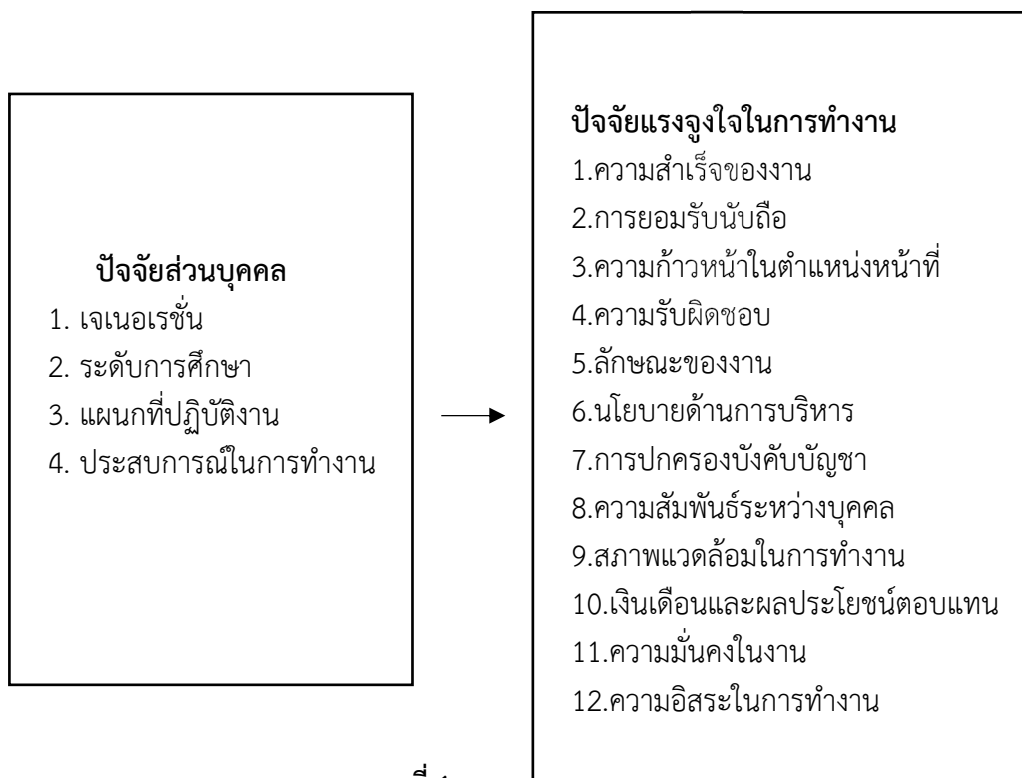 ปัจจัยส่วนบุคคล
1. เจเนอเรชั่น
2. ระดับการศึกษา
3. แผนกที่ปฏิบัติงาน
4. ประสบการณ์ในการทำงาน
ปัจจัยแรงจูงใจในการทำงาน
1.ความสำเร็จของงาน
2.การยอมรับนับถือ
3.ความก้าวหน้าในตำแหน่งหน้าที่
4.ความรับผิดชอบ
5.ลักษณะของงาน
6.นโยบายด้านการบริหาร
7.การปกครองบังคับบัญชา
8.ความสัมพันธ์ระหว่างบุคคล
9.สภาพแวดล้อมในการทำงาน
10.เงินเดือนและผลประโยชน์ตอบแทน
11.ความมั่นคงในงาน
12.ความอิสระในการทำงาน